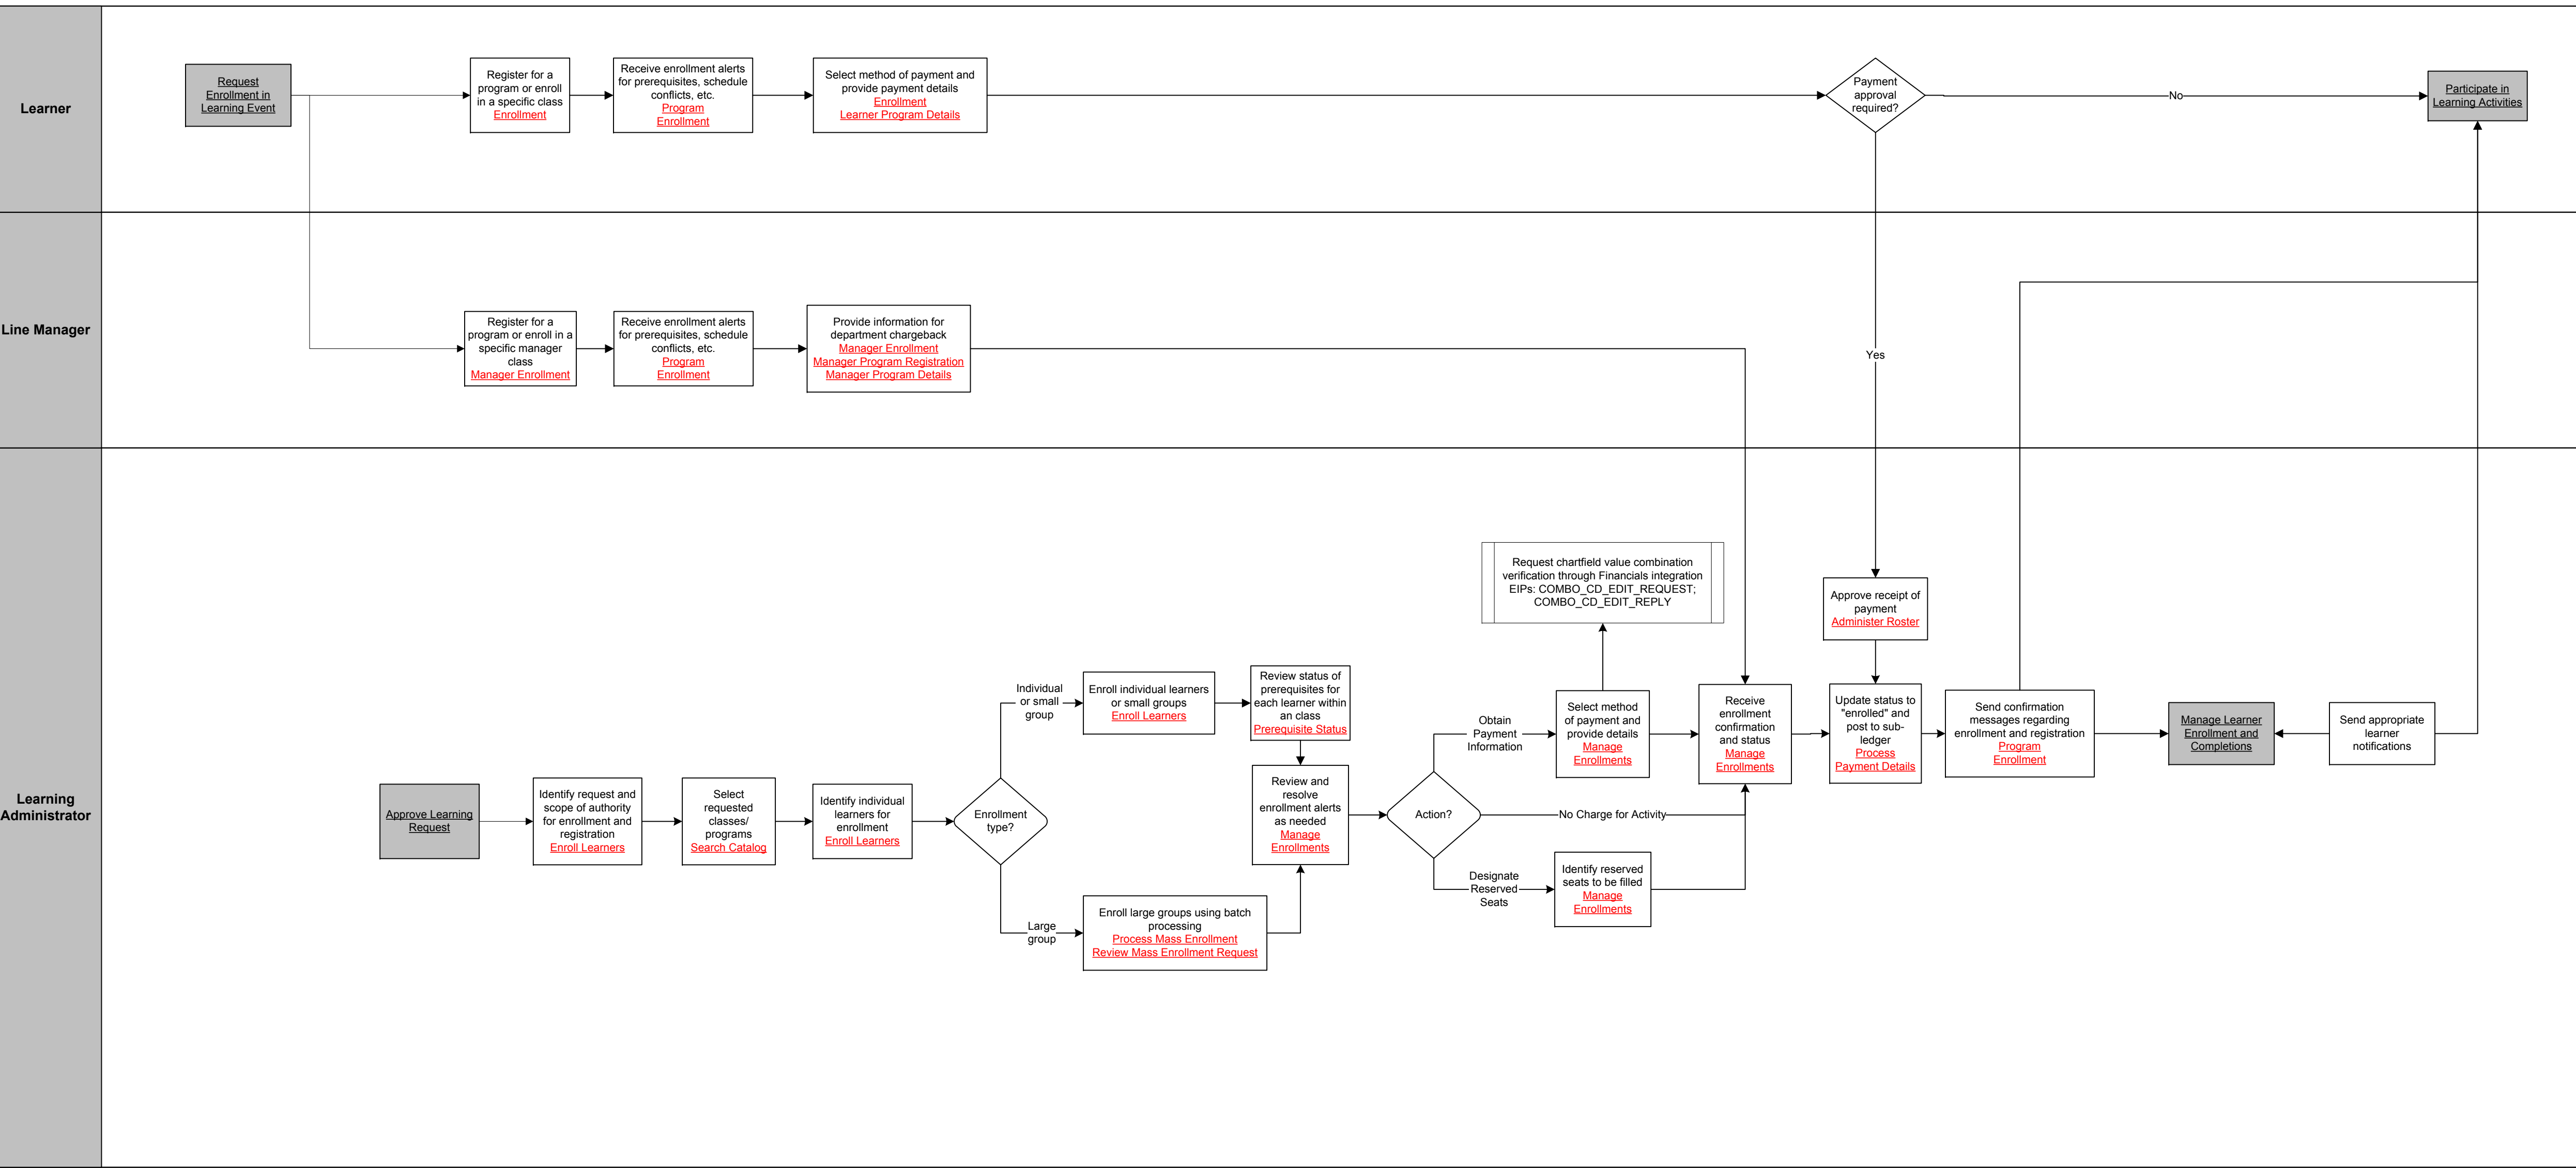 Learner
Request
Enrollment in
Learning Event
Register for a
program or enroll
in a specific class
Enrollment
Receive enrollment alerts
for prerequisites, schedule
conflicts, etc.
Program
Enrollment
Select method of payment and
provide payment details
Enrollment
Learner Program Details
Payment
approval
required?
No
Participate in
Learning Activities
Line Manager
Register for a
program or enroll in a
specific manager
class
Manager Enrollment
Receive enrollment alerts
for prerequisites, schedule
conflicts, etc.
Program
Enrollment
Provide information for
department chargeback
Manager Enrollment
Manager Program Registration
Manager Program Details
Yes
Learning
Administrator
Approve Learning
Request
Identify request and
scope of authority
for enrollment and
registration
Enroll Learners
Select
requested
classes/
programs
Search Catalog
Identify individual
learners for
enrollment
Enroll Learners
Enrollment
type?
Individual
or small
group
Enroll individual learners
or small groups
Enroll Learners
Review status of
prerequisites for
each learner within
an class
Prerequisite Status
Large
group
Enroll large groups using batch
processing
Process Mass Enrollment
Review Mass Enrollment Request
Review and
resolve
enrollment alerts
as needed
Manage
Enrollments
Action?
Obtain
Payment
Information
Select method
of payment and
provide details
Manage
Enrollments
Request chartfield value combination
verification through Financials integration
EIPs: COMBO_CD_EDIT_REQUEST;
COMBO_CD_EDIT_REPLY
No Charge for Activity
Designate
Reserved
Seats
Identify reserved
seats to be filled
Manage
Enrollments
Receive
enrollment
confirmation
and status
Manage
Enrollments
Approve receipt of
payment
Administer Roster
Update status to
"enrolled" and
post to sub-
ledger
Process
Payment Details
Send confirmation
messages regarding
enrollment and registration
Program
Enrollment
Manage Learner
Enrollment and
Completions
Send appropriate
learner
notifications